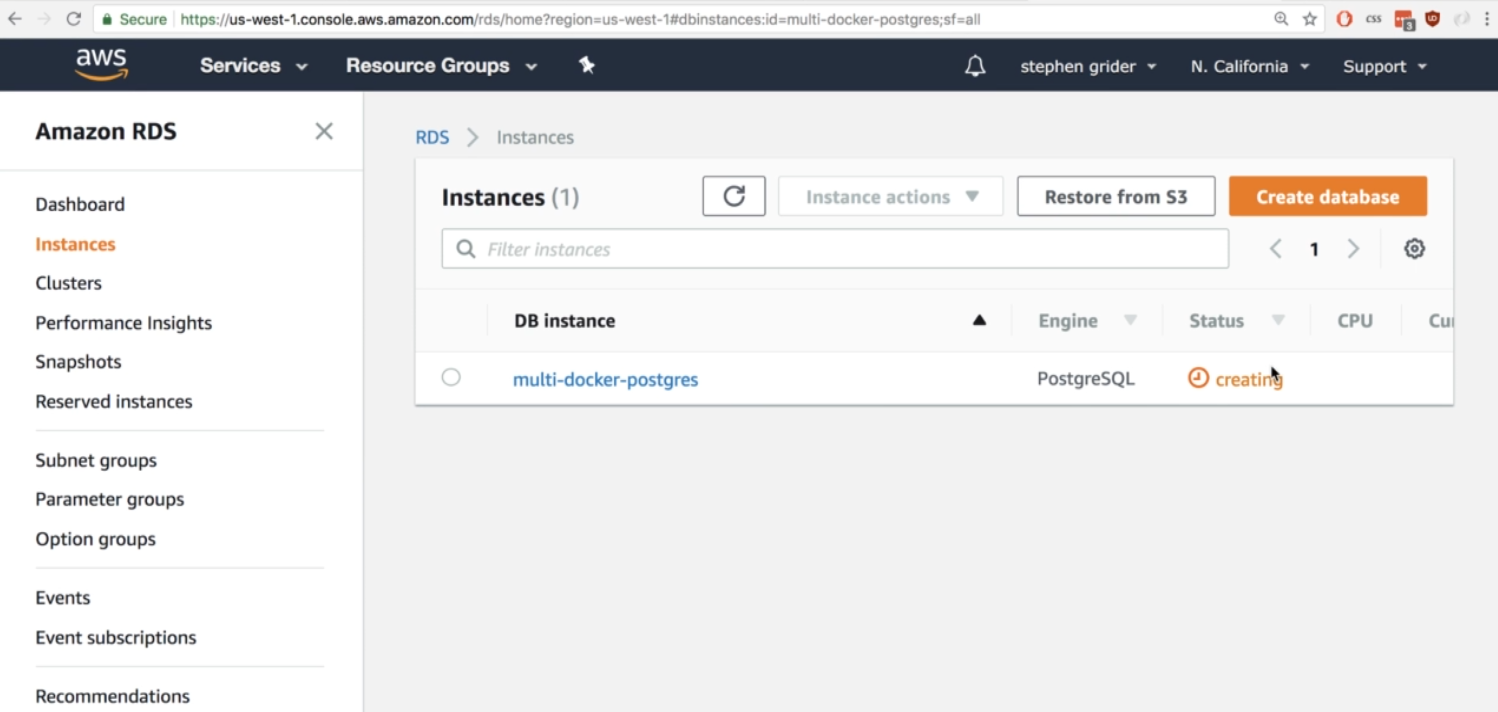 Secure https://us-west-1.console.aws.amazon.com/rds/home?region=us-west-1#dbinstances:id=multi-docker-postgres;sf=all css 3
aws Services Resource Groups stephen grider N. California Support
Amazon RDS
Dashboard
Instances
Clusters
Performance Insights
Snapshots
Reserved instances
Subnet groups
Parameter groups
Option groups
Events
Event subscriptions
Recommendations
RDS > Instances
Instances (1) Instance actions Restore from S3 Create database
Filter instances 1
DB instance Engine Status CPU
multi-docker-postgres PostgreSQL creating